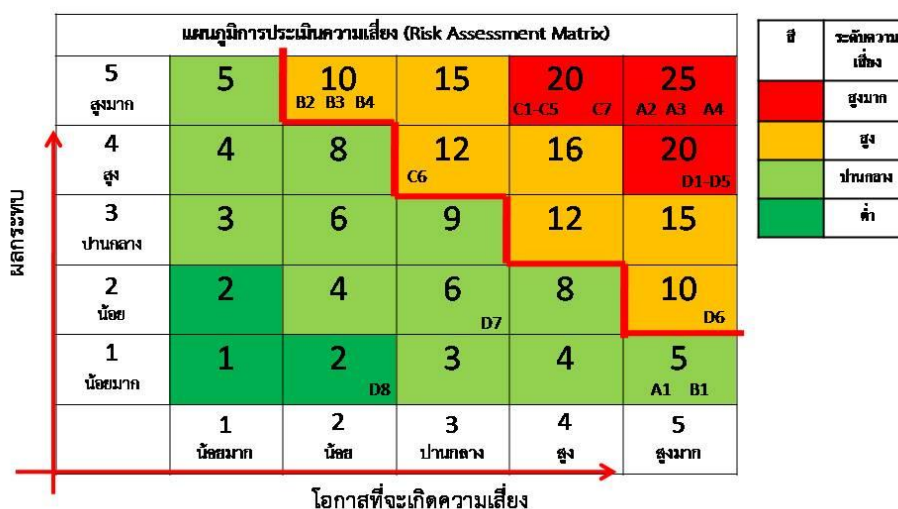 แผนภูมิการประเมินความเสี่ยง (Risk Assessment Matrix)
5
สูงมาก
5
10
B2 B3 B4
15
20
C1-C5 C7
25
A2 A3 A4
4
สูง
4
8
12
C6
16
20
D1-D5
3
ปานกลาง
3
6
9
12
15
2
น้อย
2
4
6
D7
8
10
D6
1
น้อยมาก
1
2
D8
3
4
5
A1 B1
1
น้อยมาก
2
น้อย
3
ปานกลาง
4
สูง
5
สูงมาก
ผลกระทบ
โอกาสที่จะเกิดความเสี่ยง
สี
ระดับความ
เสี่ยง
สูงมาก
สูง
ปานกลาง
ต่ำ